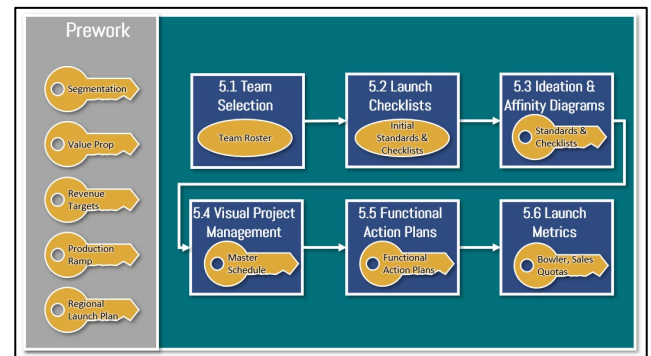 Prework
Segmentation
Value Prop
Revenue
Targets
Production
Ramp
Regional
Launch Plan
5.1 Team
Selection
Team Roster
5.2 Launch
Checklists
Initial
Standards &
Checklists
5.3 Ideation &
Affinity Diagrams
Standards &
Checklists
5.4 Visual Project
Management
Master
Schedule
5.5 Functional
Action Plans
Functional
Action Plans
5.6 Launch
Metrics
Bowler, Sales
Quotas